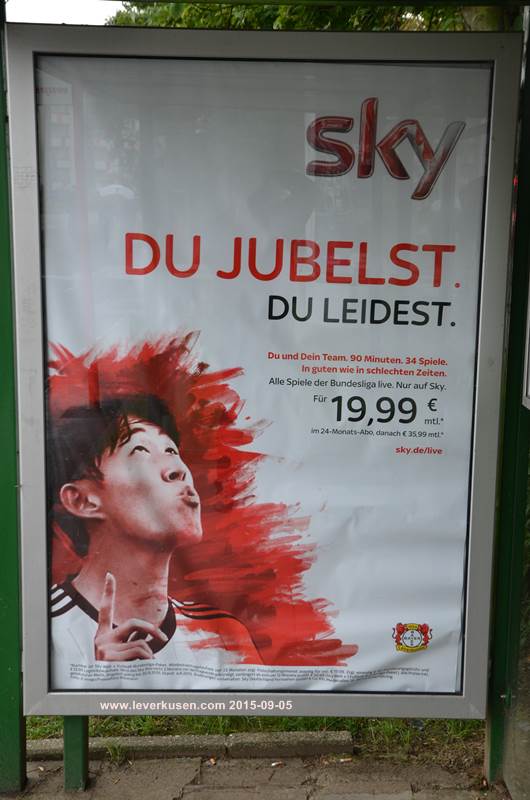 sky
DU JUBELST.
DU LEIDEST.
Du und Dein Team. 90 Minuten. 34 Spiele.
In guten wie in schlechten Zeiten.
Alle Spiele der Bundesliga live. Nur auf Sky.
Für 19,99 € mtl.*
im 24-Monats-Abo, danach € 35,99 mtl.*
sky.de/live
BAYER
www.leverkusen.com 2015-09-05